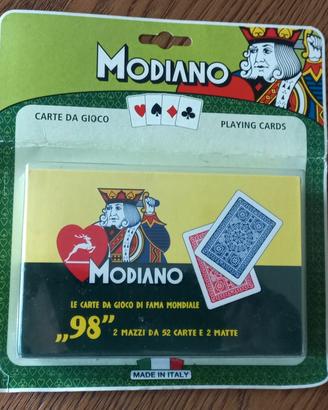 MODIANO
CARTE DA GIOCO
PLAYING CARDS
MODIANO
LE CARTE DA GIOCO DI FAMA MONDIALE
„98” 2 MAZZI DA 52 CARTE E 2 MATTE
MADE IN ITALY